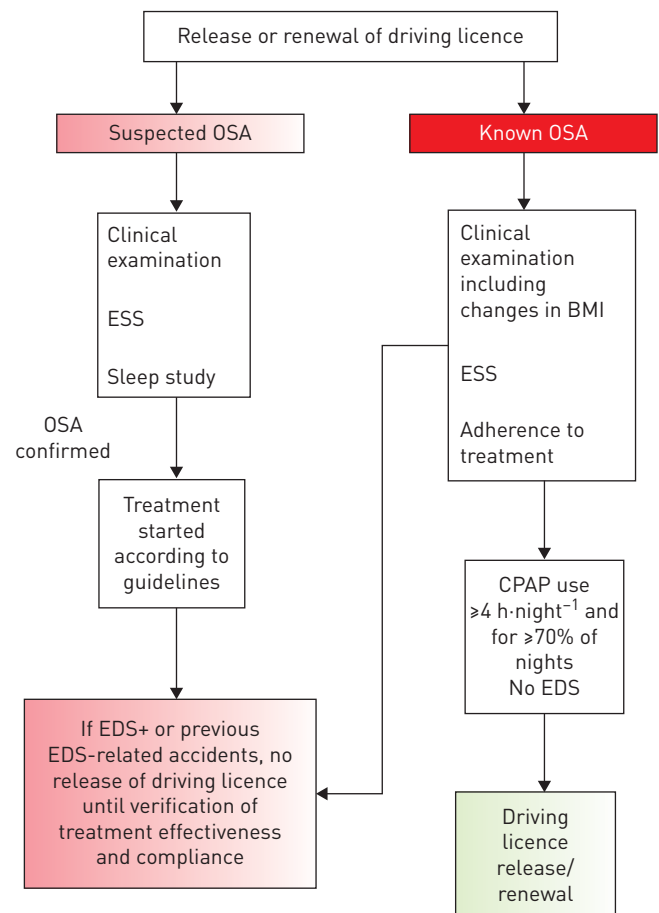 Release or renewal of driving licence
Suspected OSA
Known OSA
Clinical
examination
ESS
Sleep study
Clinical
examination
including
changes in BMI
ESS
Adherence to
treatment
OSA
confirmed
Treatment
started
according to
guidelines
CPAP use
⩾4 h·night⁻¹ and
for ⩾70% of
nights
No EDS
If EDS+ or previous
EDS-related accidents, no
release of driving licence
until verification of
treatment effectiveness
and compliance
Driving
licence
release/
renewal